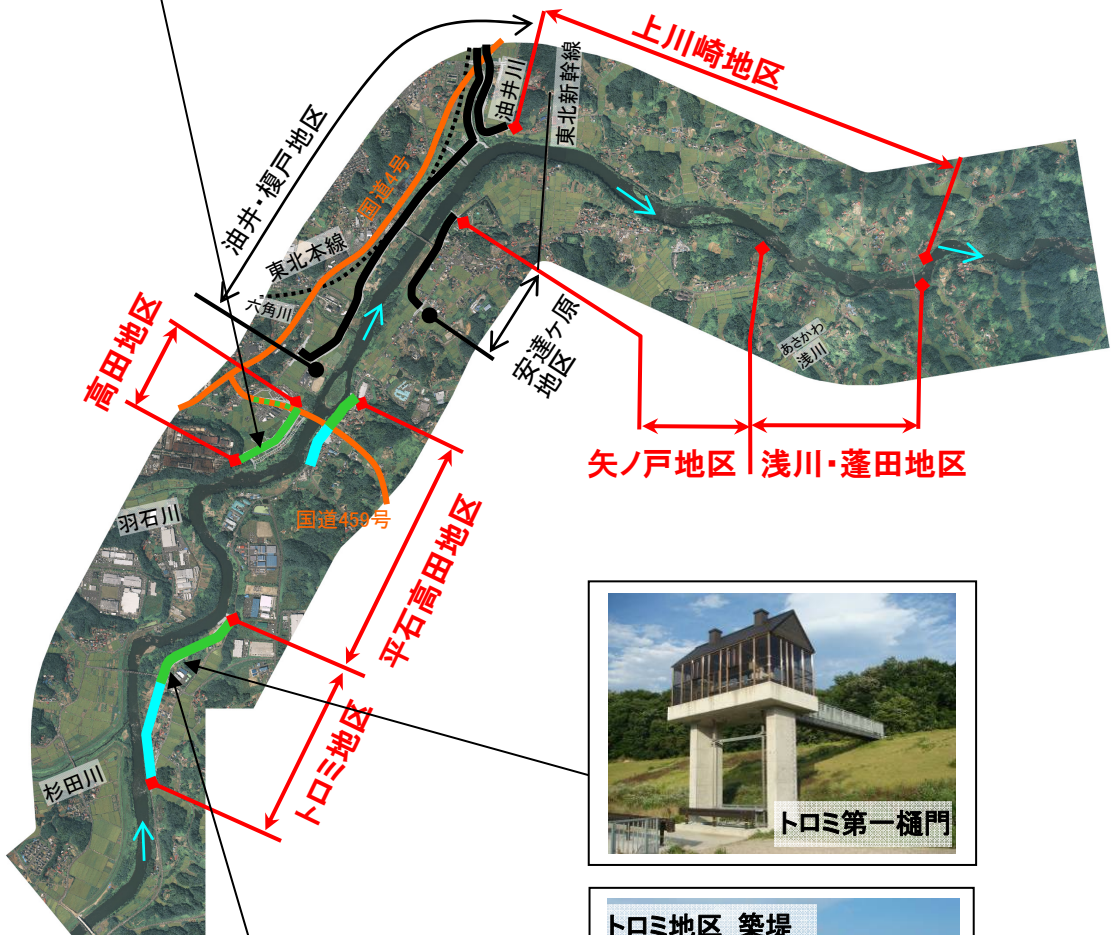 上川崎地区
油井川
東北新幹線
油井・榎戸地区
国道4号
東北本線
六角川
高田地区
安達ヶ原
地区
あさかわ
浅川
矢ノ戸地区
浅川・蓬田地区
国道459号
羽石川
平石高田地区
トロミ地区
杉田川
トロミ第一樋門
トロミ地区 築堤